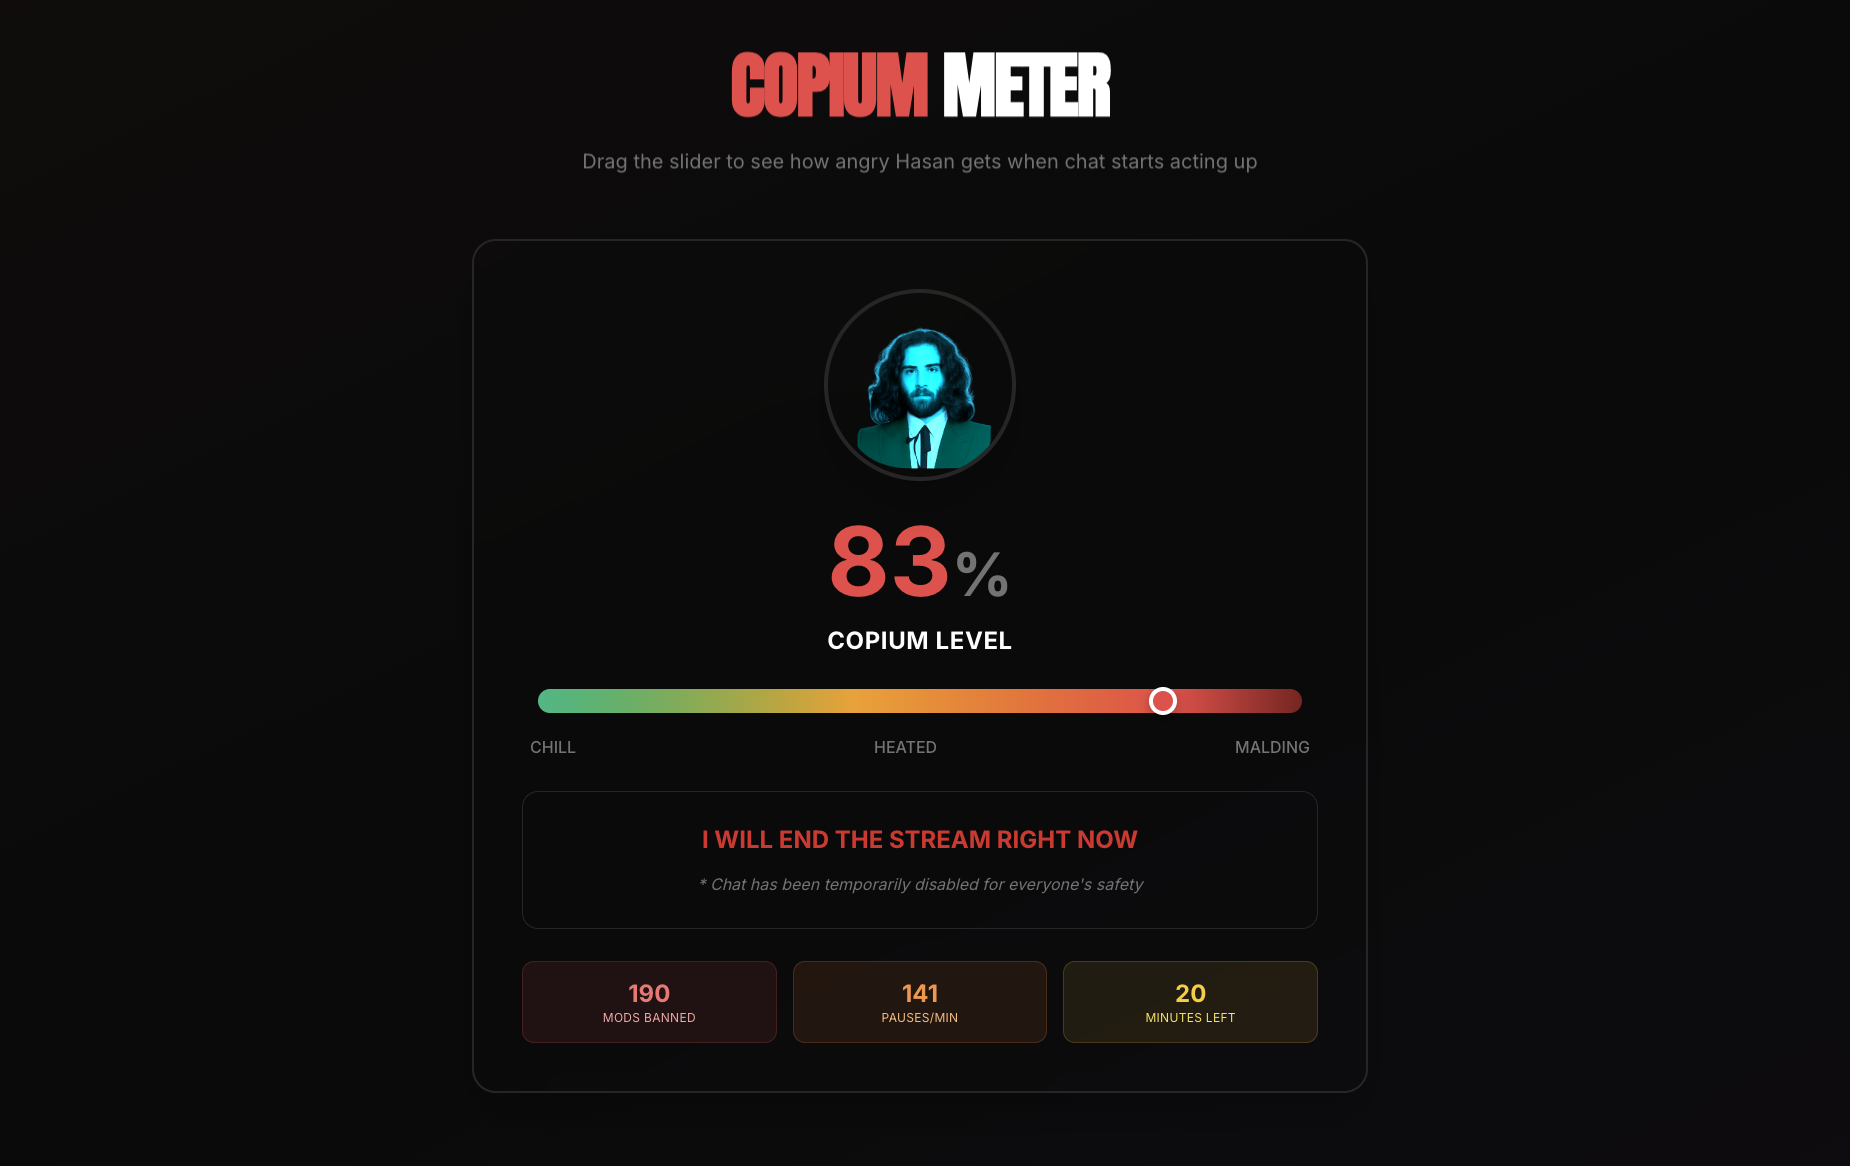 COPIUM METER
Drag the slider to see how angry Hasan gets when chat starts acting up
83%
COPIUM LEVEL
CHILL HEATED MALDING
I WILL END THE STREAM RIGHT NOW
* Chat has been temporarily disabled for everyone's safety
190 141 20
MODS BANNED PAUSES/MIN MINUTES LEFT